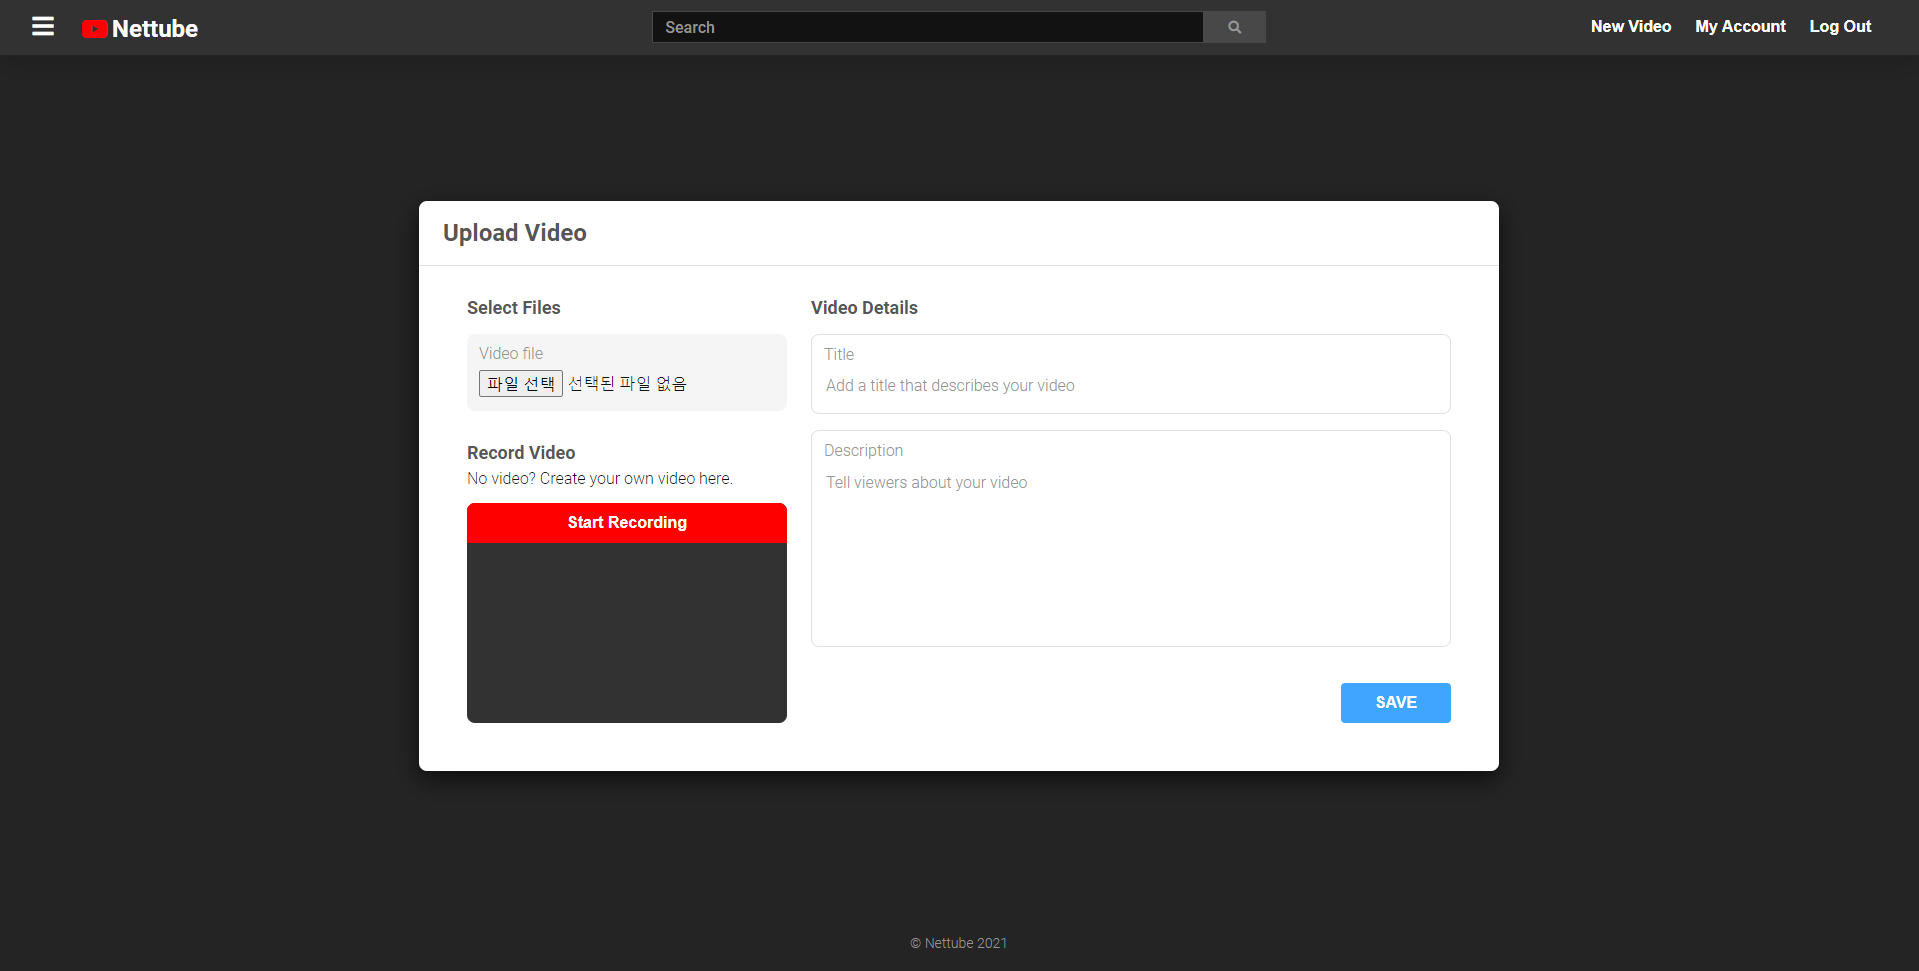 Nettube
Search
New Video
My Account
Log Out
Upload Video
Select Files
Video file
파일 선택 선택된 파일 없음
Record Video
No video? Create your own video here.
Start Recording
Video Details
Title
Add a title that describes your video
Description
Tell viewers about your video
SAVE
© Nettube 2021